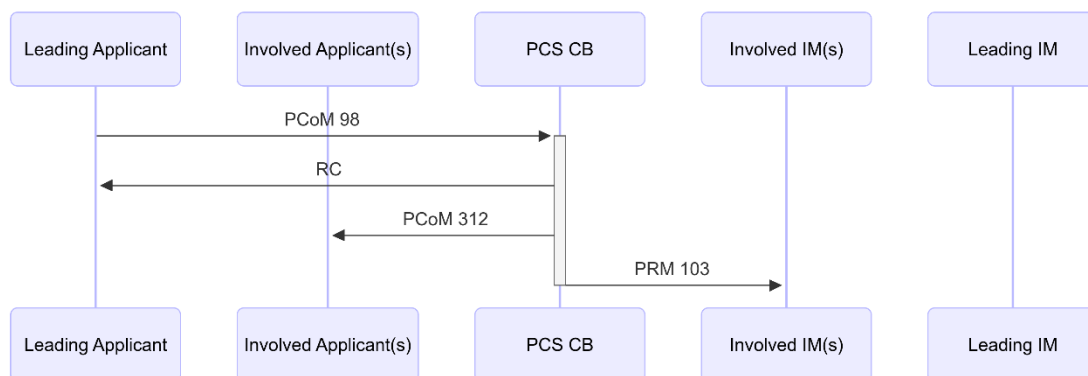 Leading Applicant
Involved Applicant(s)
PCS CB
Involved IM(s)
Leading IM
PCoM 98
RC
PCoM 312
PRM 103
Leading Applicant
Involved Applicant(s)
PCS CB
Involved IM(s)
Leading IM